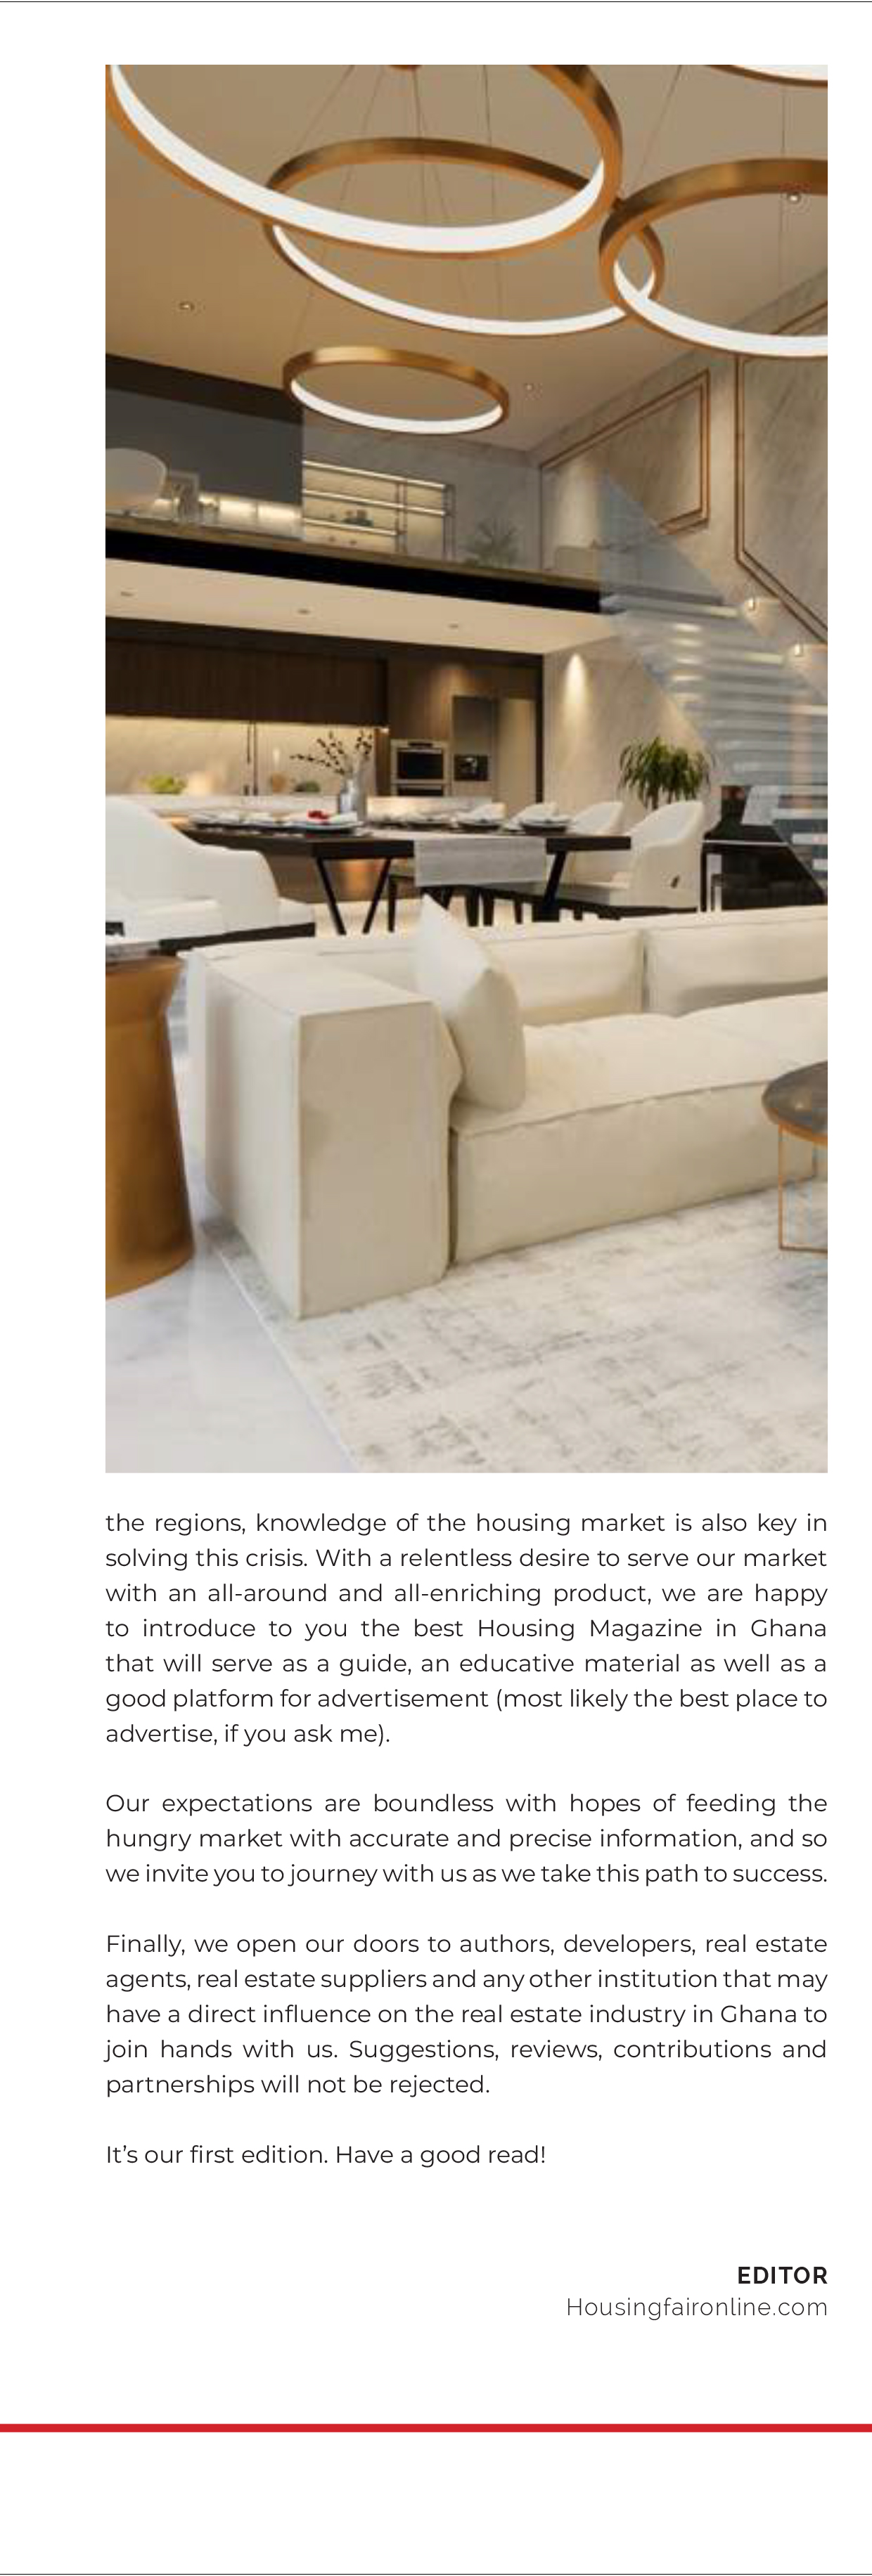 the regions, knowledge of the housing market is also key in
solving this crisis. With a relentless desire to serve our market
with an all-around and all-enriching product, we are happy
to introduce to you the best Housing Magazine in Ghana
that will serve as a guide, an educative material as well as a
good platform for advertisement (most likely the best place to
advertise, if you ask me).
Our expectations are boundless with hopes of feeding the
hungry market with accurate and precise information, and so
we invite you to journey with us as we take this path to success.
Finally, we open our doors to authors, developers, real estate
agents, real estate suppliers and any other institution that may
have a direct influence on the real estate industry in Ghana to
join hands with us. Suggestions, reviews, contributions and
partnerships will not be rejected.
It’s our first edition. Have a good read!
EDITOR
Housingfaironline.com